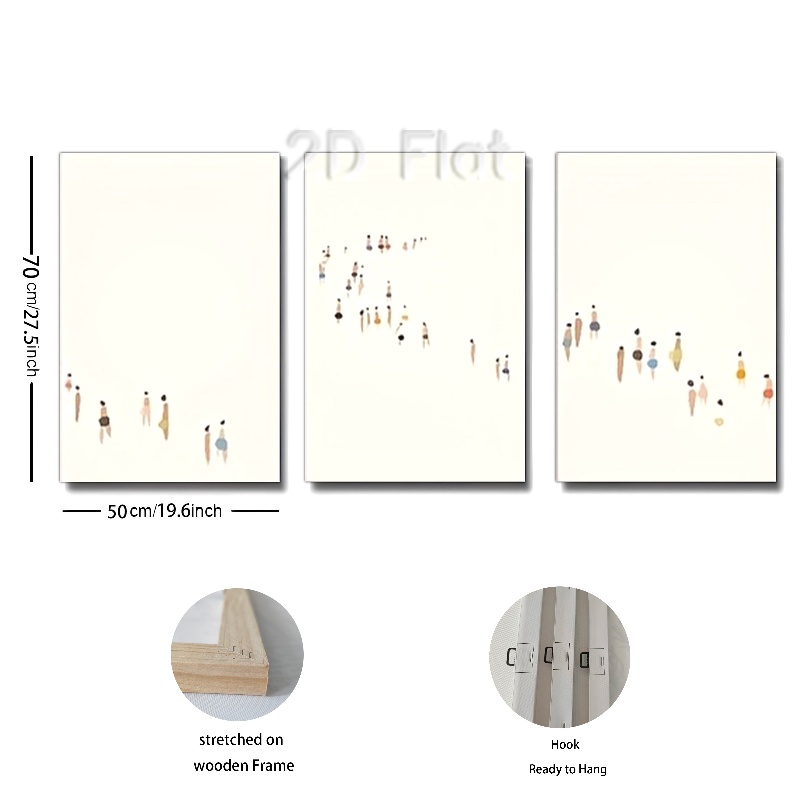 2D Flat
70 cm/27.5inch
50cm/19.6inch
stretched on
wooden Frame
Hook
Ready to Hang